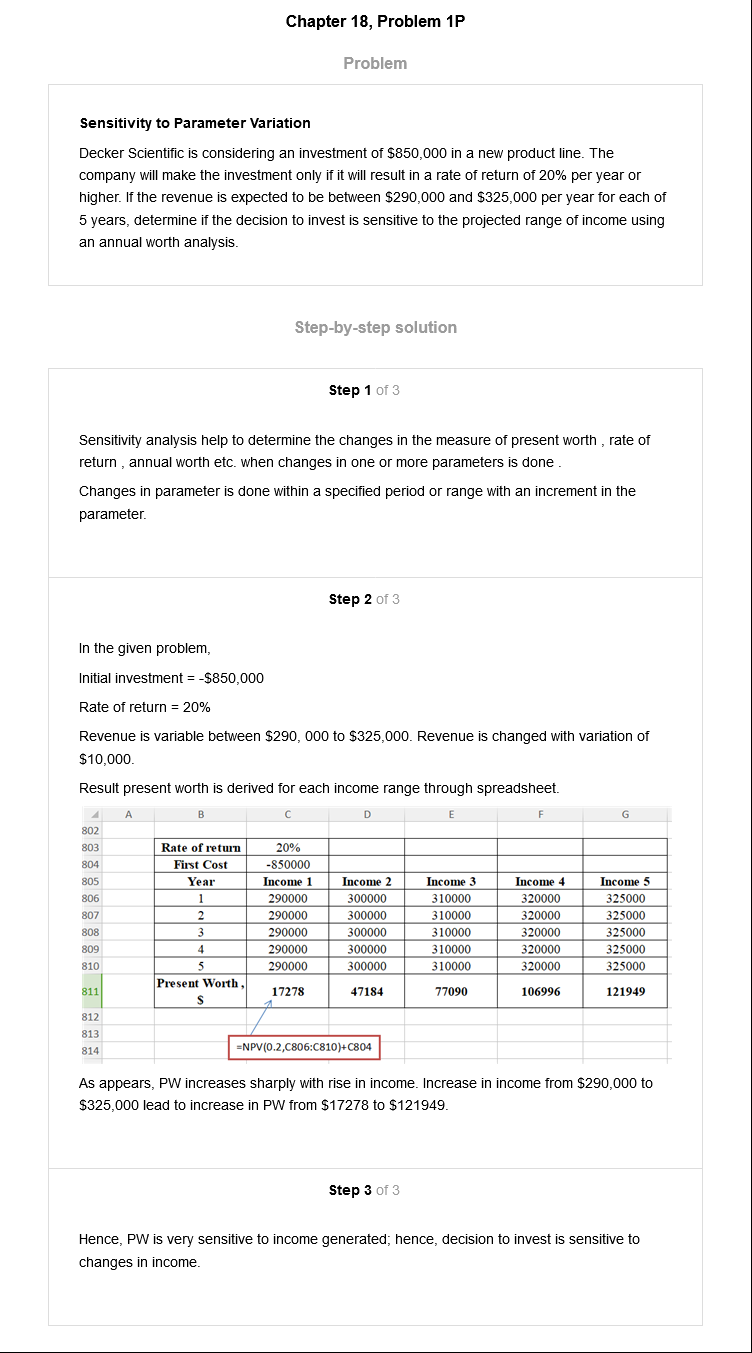 Chapter 18, Problem 1P
Problem
Sensitivity to Parameter Variation
Decker Scientific is considering an investment of $850,000 in a new product line. The
company will make the investment only if it will result in a rate of return of 20% per year or
higher. If the revenue is expected to be between $290,000 and $325,000 per year for each of
5 years, determine if the decision to invest is sensitive to the projected range of income using
an annual worth analysis.
Step-by-step solution
Step 1 of 3
Sensitivity analysis help to determine the changes in the measure of present worth , rate of
return , annual worth etc. when changes in one or more parameters is done .
Changes in parameter is done within a specified period or range with an increment in the
parameter.
Step 2 of 3
In the given problem,
Initial investment = -$850,000
Rate of return = 20%
Revenue is variable between $290, 000 to $325,000. Revenue is changed with variation of
$10,000.
Result present worth is derived for each income range through spreadsheet.
A B C D E F G
802
803 Rate of return 20%
804 First Cost -850000
805 Year Income 1 Income 2 Income 3 Income 4 Income 5
806 1 290000 300000 310000 320000 325000
807 2 290000 300000 310000 320000 325000
808 3 290000 300000 310000 320000 325000
809 4 290000 300000 310000 320000 325000
810 5 290000 300000 310000 320000 325000
811 Present Worth, $ 17278 47184 77090 106996 121949
812
813
814 =NPV(0.2,C806:C810)+C804
As appears, PW increases sharply with rise in income. Increase in income from $290,000 to
$325,000 lead to increase in PW from $17278 to $121949.
Step 3 of 3
Hence, PW is very sensitive to income generated; hence, decision to invest is sensitive to
changes in income.